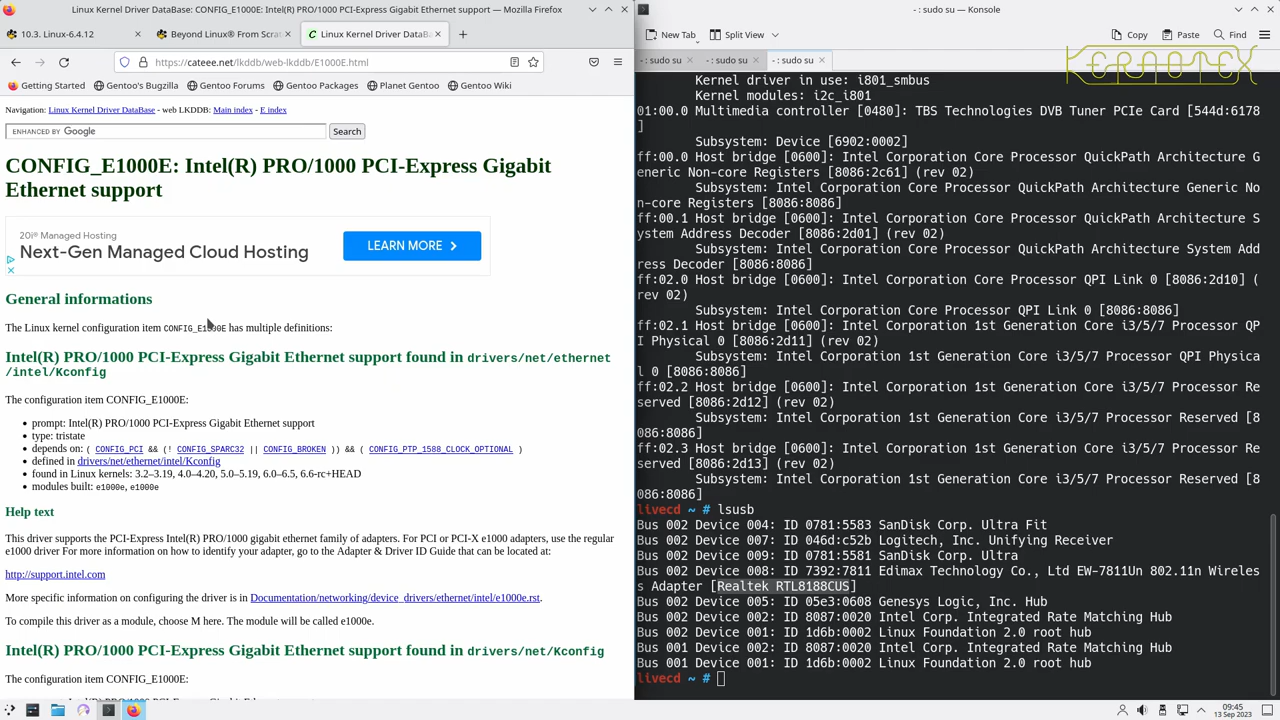 Linux Kernel Driver DataBase: CONFIG_E1000E: Intel(R) PRO/1000 PCI-Express Gigabit Ethernet support — Mozilla Firefox
10.3. Linux-6.4.12
Beyond Linux® From Scra
Linux Kernel Driver DataBa
https://cateee.net/lkddb/web-lkddb/E1000E.html
Getting Started
Gentoo's Bugzilla
Gentoo Forums
Gentoo Packages
Planet Gentoo
Gentoo Wiki
Navigation: Linux Kernel Driver DataBase - web LKDDB: Main index - E index
ENHANCED BY Google
Search
CONFIG_E1000E: Intel(R) PRO/1000 PCI-Express Gigabit
Ethernet support
20i® Managed Hosting
Next-Gen Managed Cloud Hosting
LEARN MORE
General informations
The Linux kernel configuration item CONFIG_E1000E has multiple definitions:
Intel(R) PRO/1000 PCI-Express Gigabit Ethernet support found in drivers/net/ethernet
/intel/Kconfig
The configuration item CONFIG_E1000E:
• prompt: Intel(R) PRO/1000 PCI-Express Gigabit Ethernet support
• type: tristate
• depends on: ( CONFIG_PCI && (! CONFIG_SPARC32 || CONFIG_BROKEN )) && ( CONFIG_PTP_1588_CLOCK_OPTIONAL )
• defined in drivers/net/ethernet/intel/Kconfig
• found in Linux kernels: 3.2–3.19, 4.0–4.20, 5.0–5.19, 6.0–6.5, 6.6-rc+HEAD
• modules built: e1000e, e1000e
Help text
This driver supports the PCI-Express Intel(R) PRO/1000 gigabit ethernet family of adapters. For PCI or PCI-X e1000 adapters, use the regular
e1000 driver For more information on how to identify your adapter, go to the Adapter & Driver ID Guide that can be located at:
http://support.intel.com
More specific information on configuring the driver is in Documentation/networking/device_drivers/ethernet/intel/e1000e.rst.
To compile this driver as a module, choose M here. The module will be called e1000e.
Intel(R) PRO/1000 PCI-Express Gigabit Ethernet support found in drivers/net/Kconfig
The configuration item CONFIG_E1000E:
- : sudo su — Konsole
New Tab
Split View
Copy
Paste
Find
- : sudo su
- : sudo su
- : sudo su
KERNOTEX
Kernel driver in use: i801_smbus
Kernel modules: i2c_i801
01:00.0 Multimedia controller [0480]: TBS Technologies DVB Tuner PCIe Card [544d:6178
]
Subsystem: Device [6902:0002]
ff:00.0 Host bridge [0600]: Intel Corporation Core Processor QuickPath Architecture G
eneric Non-core Registers [8086:2c61] (rev 02)
Subsystem: Intel Corporation Core Processor QuickPath Architecture Generic No
n-core Registers [8086:8086]
ff:00.1 Host bridge [0600]: Intel Corporation Core Processor QuickPath Architecture S
ystem Address Decoder [8086:2d01] (rev 02)
Subsystem: Intel Corporation Core Processor QuickPath Architecture System Add
ress Decoder [8086:8086]
ff:02.0 Host bridge [0600]: Intel Corporation Core Processor QPI Link 0 [8086:2d10] (
rev 02)
Subsystem: Intel Corporation Core Processor QPI Link 0 [8086:8086]
ff:02.1 Host bridge [0600]: Intel Corporation 1st Generation Core i3/5/7 Processor QP
I Physical 0 [8086:2d11] (rev 02)
Subsystem: Intel Corporation 1st Generation Core i3/5/7 Processor QPI Physica
l 0 [8086:8086]
ff:02.2 Host bridge [0600]: Intel Corporation 1st Generation Core i3/5/7 Processor Re
served [8086:2d12] (rev 02)
Subsystem: Intel Corporation 1st Generation Core i3/5/7 Processor Reserved [8
086:8086]
ff:02.3 Host bridge [0600]: Intel Corporation 1st Generation Core i3/5/7 Processor Re
served [8086:2d13] (rev 02)
Subsystem: Intel Corporation 1st Generation Core i3/5/7 Processor Reserved [8
086:8086]
livecd ~ # lsusb
Bus 002 Device 004: ID 0781:5583 SanDisk Corp. Ultra Fit
Bus 002 Device 007: ID 046d:c52b Logitech, Inc. Unifying Receiver
Bus 002 Device 009: ID 0781:5581 SanDisk Corp. Ultra
Bus 002 Device 008: ID 7392:7811 Edimax Technology Co., Ltd EW-7811Un 802.11n Wireles
s Adapter [Realtek RTL8188CUS]
Bus 002 Device 005: ID 05e3:0608 Genesys Logic, Inc. Hub
Bus 002 Device 002: ID 8087:0020 Intel Corp. Integrated Rate Matching Hub
Bus 002 Device 001: ID 1d6b:0002 Linux Foundation 2.0 root hub
Bus 001 Device 002: ID 8087:0020 Intel Corp. Integrated Rate Matching Hub
Bus 001 Device 001: ID 1d6b:0002 Linux Foundation 2.0 root hub
livecd ~ #
09:45
13 Sep 2023